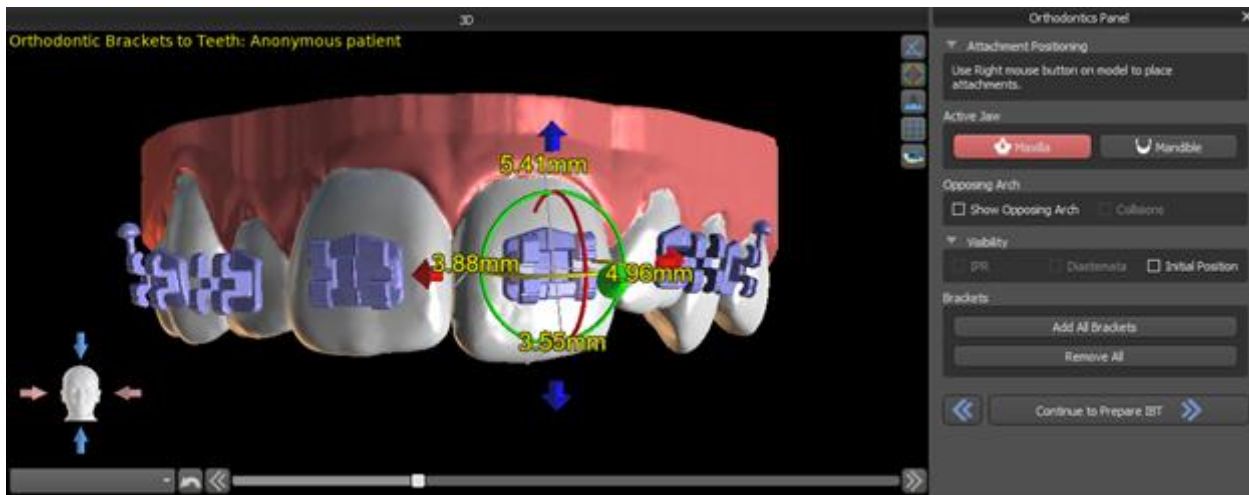 3D
Orthodontic Brackets to Teeth: Anonymous patient
5.41mm
3.88mm
4.96mm
3.55mm
Orthodontics Panel
Attachment Positioning
Use Right mouse button on model to place
attachments.
Active Jaw
Maxilla
Mandible
Opposing Arch
Show Opposing Arch
Collisions
Visibility
IPR
Diastemata
Initial Position
Brackets
Add All Brackets
Remove All
Continue to Prepare IBT